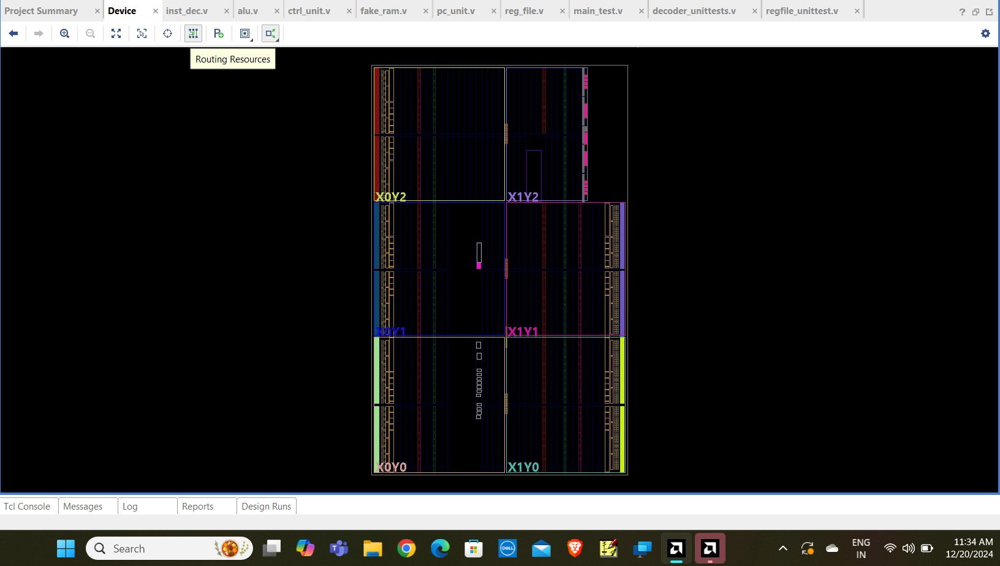 Project Summary × Device × inst_dec.v × alu.v × ctrl_unit.v × fake_ram.v × pc_unit.v × reg_file.v × main_test.v × decoder_unittests.v × regfile_unittest.v × ?
Routing Resources
X0Y2 X1Y2
X0Y1 X1Y1
X0Y0 X1Y0
Tcl Console Messages Log Reports Design Runs
Search
ENG
IN
11:34 AM
12/20/2024
DELL